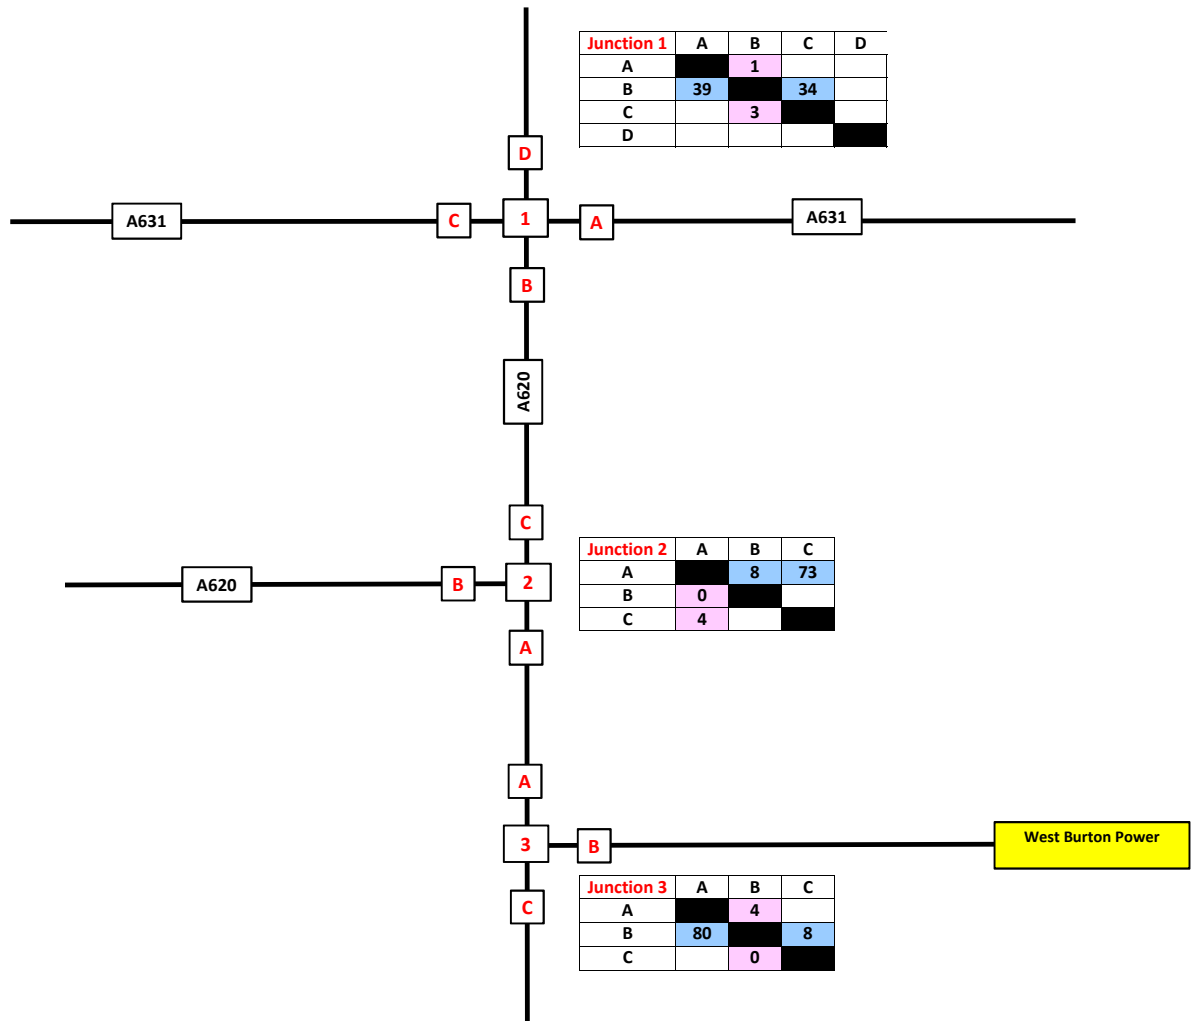 Junction 1 A B C D
A 1
B 39 34
C 3
D
D
A631 C 1 A A631
B
A620
C
Junction 2 A B C
A 8 73
B 0
C 4
A620 B 2
A
A
3 B West Burton Power
C
Junction 3 A B C
A 4
B 80 8
C 0